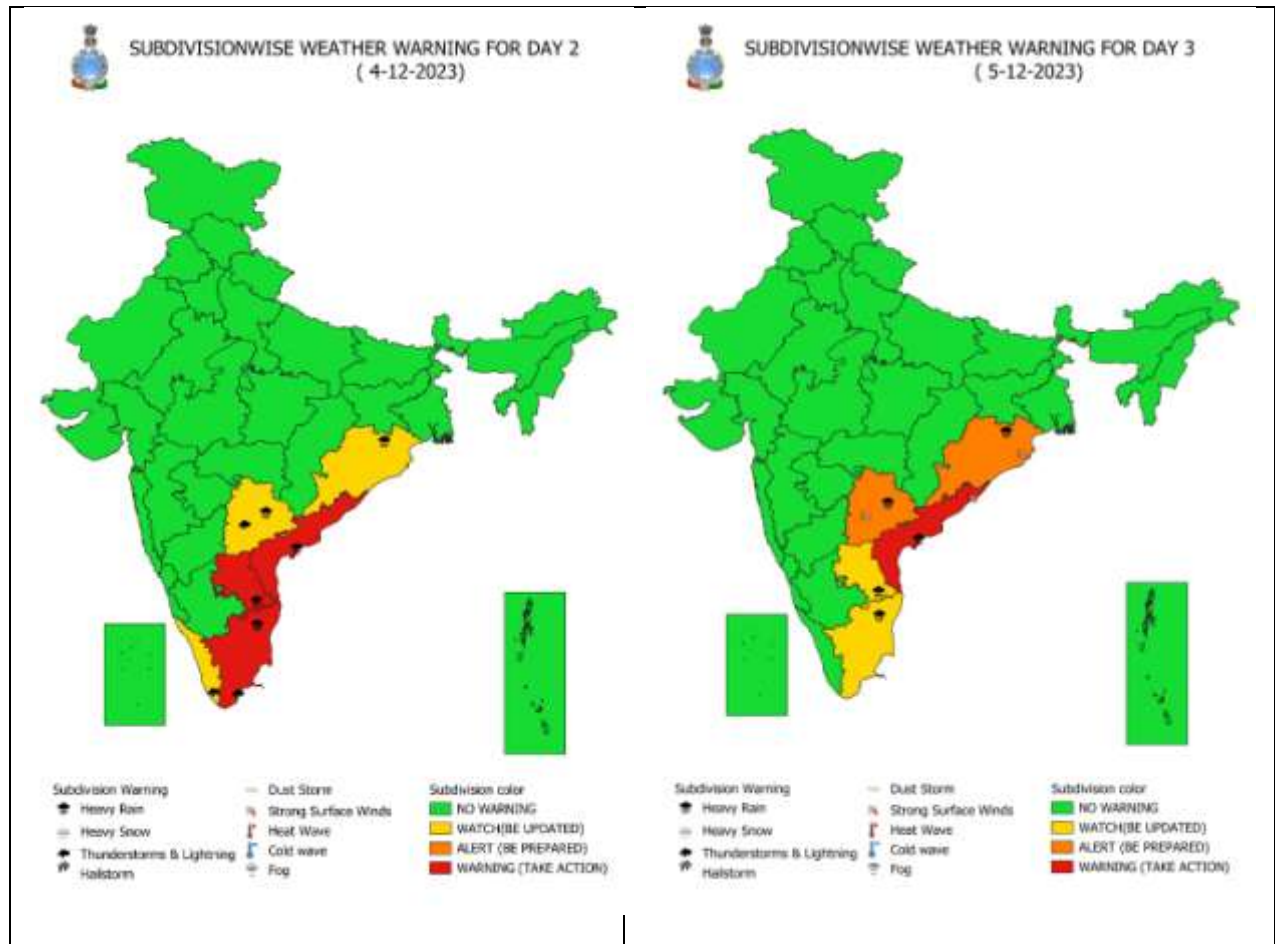 SUBDIVISIONWISE WEATHER WARNING FOR DAY 2
( 4-12-2023)
Subdivision Warning
Heavy Rain
Heavy Snow
Thunderstorms & Lightning
Hailstorm
Dust Storm
Strong Surface Winds
Heat Wave
Cold wave
Fog
Subdivision color
NO WARNING
WATCH(BE UPDATED)
ALERT (BE PREPARED)
WARNING (TAKE ACTION)
SUBDIVISIONWISE WEATHER WARNING FOR DAY 3
( 5-12-2023)
Subdivision Warning
Heavy Rain
Heavy Snow
Thunderstorms & Lightning
Hailstorm
Dust Storm
Strong Surface Winds
Heat Wave
Cold wave
Fog
Subdivision color
NO WARNING
WATCH(BE UPDATED)
ALERT (BE PREPARED)
WARNING (TAKE ACTION)